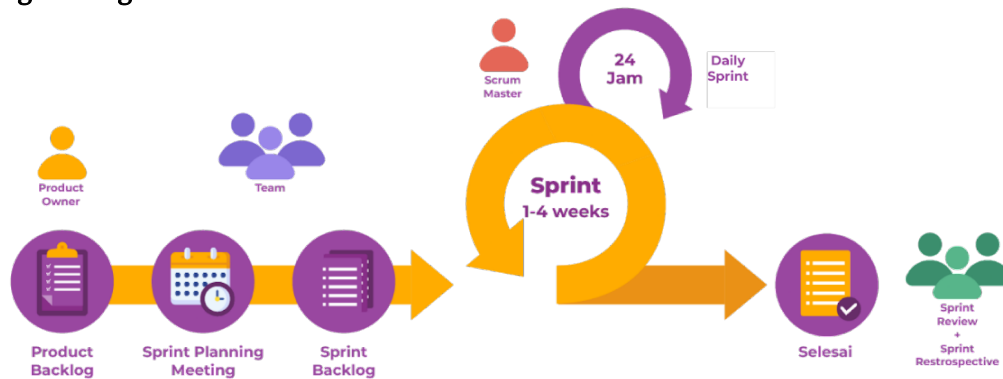 24
Jam
Daily
Sprint
Scrum
Master
Product
Owner
Team
Sprint
1-4 weeks
Product
Backlog
Sprint Planning
Meeting
Sprint
Backlog
Selesai
Sprint
Review
+
Sprint
Restrospective